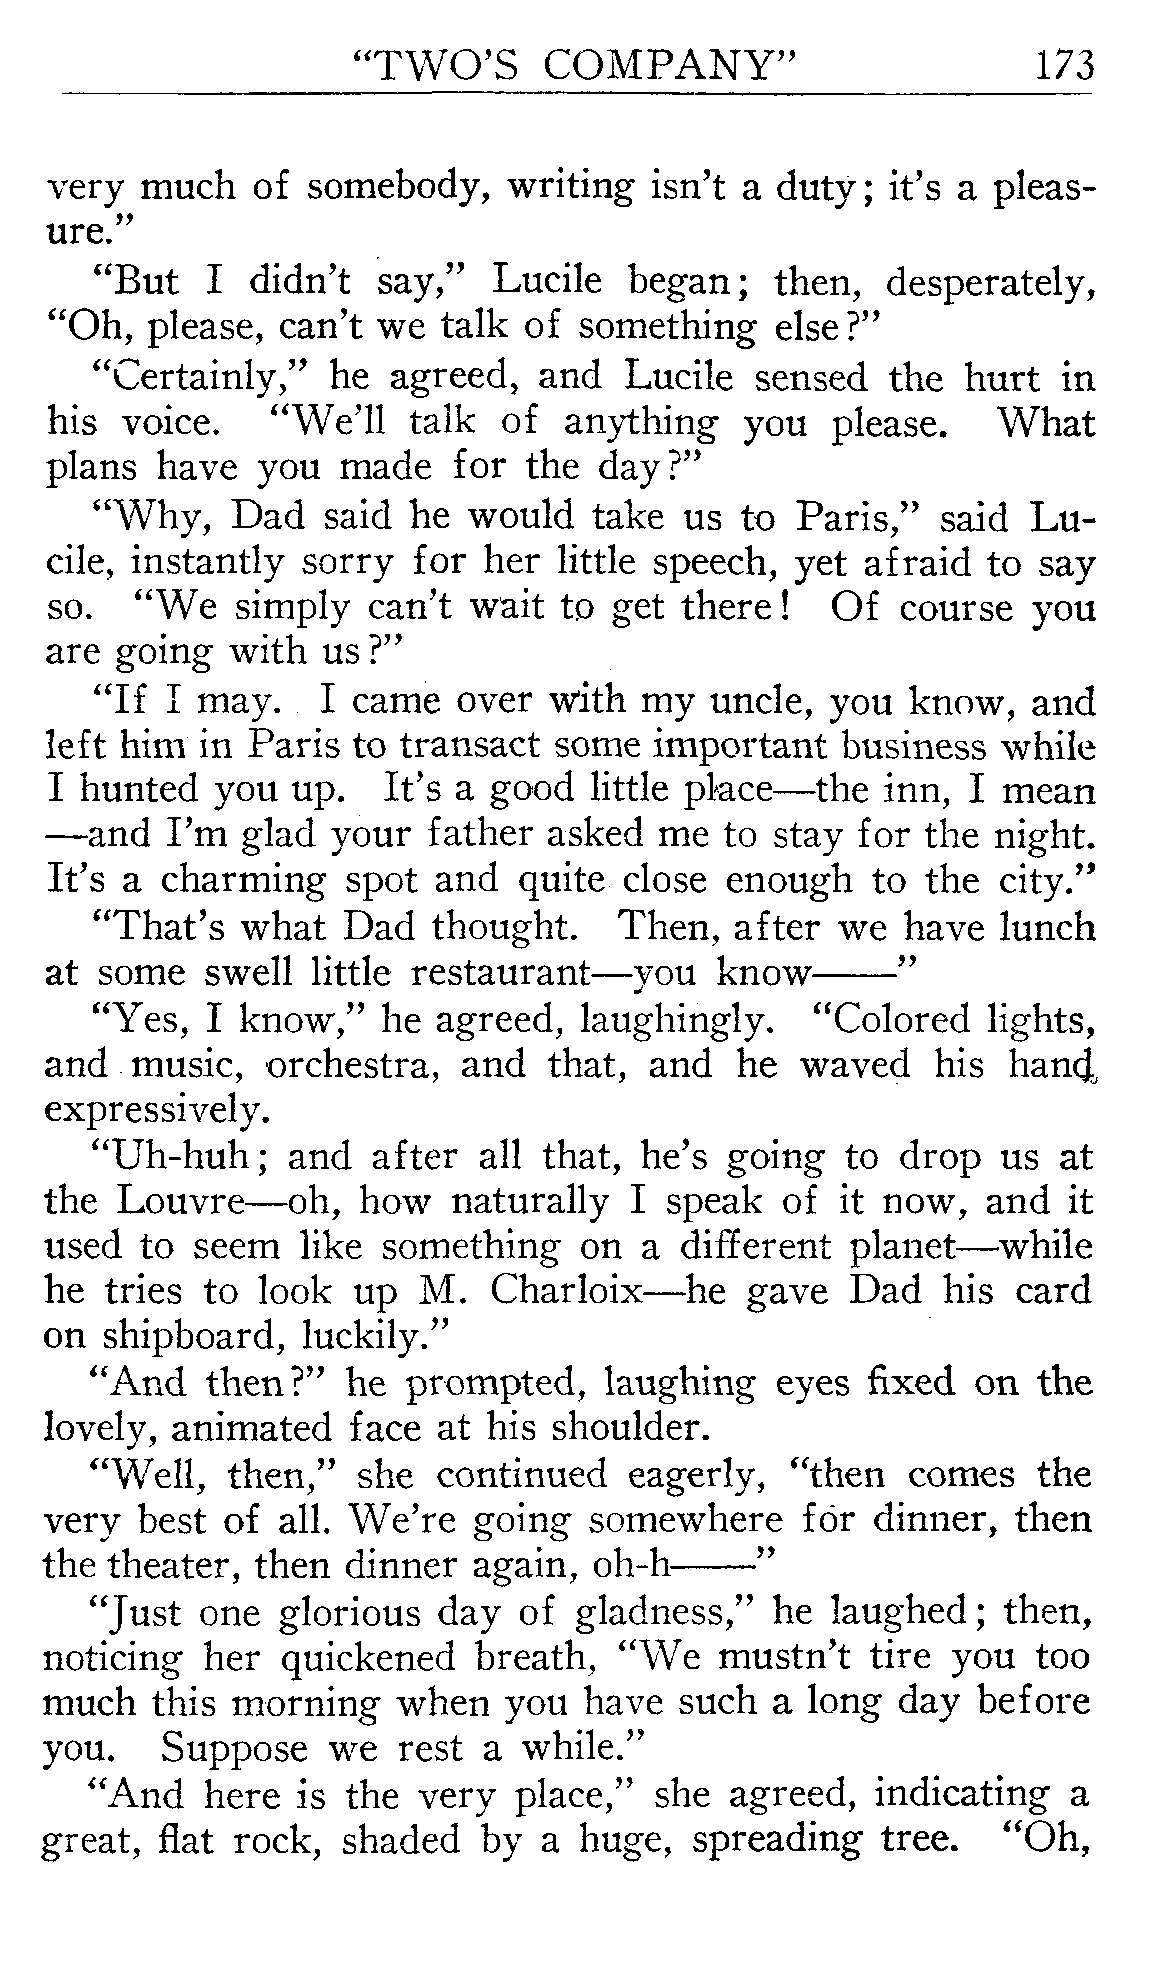 “TWO’S COMPANY” 173
very much of somebody, writing isn’t a duty; it’s a pleas-
ure.”
“But I didn’t say,” Lucile began; then, desperately,
“Oh, please, can’t we talk of something else?”
“Certainly,” he agreed, and Lucile sensed the hurt in
his voice. “We’ll talk of anything you please. What
plans have you made for the day?”
“Why, Dad said he would take us to Paris,” said Lu-
cile, instantly sorry for her little speech, yet afraid to say
so. “We simply can’t wait to get there! Of course you
are going with us?”
“If I may. I came over with my uncle, you know, and
left him in Paris to transact some important business while
I hunted you up. It’s a good little place—the inn, I mean
—and I’m glad your father asked me to stay for the night.
It’s a charming spot and quite close enough to the city.”
“That’s what Dad thought. Then, after we have lunch
at some swell little restaurant—you know——”
“Yes, I know,” he agreed, laughingly. “Colored lights,
and music, orchestra, and that, and he waved his hand
expressively.
“Uh-huh; and after all that, he’s going to drop us at
the Louvre—oh, how naturally I speak of it now, and it
used to seem like something on a different planet—while
he tries to look up M. Charloix—he gave Dad his card
on shipboard, luckily.”
“And then?” he prompted, laughing eyes fixed on the
lovely, animated face at his shoulder.
“Well, then,” she continued eagerly, “then comes the
very best of all. We’re going somewhere for dinner, then
the theater, then dinner again, oh-h——”
“Just one glorious day of gladness,” he laughed; then,
noticing her quickened breath, “We mustn’t tire you too
much this morning when you have such a long day before
you. Suppose we rest a while.”
“And here is the very place,” she agreed, indicating a
great, flat rock, shaded by a huge, spreading tree. “Oh,